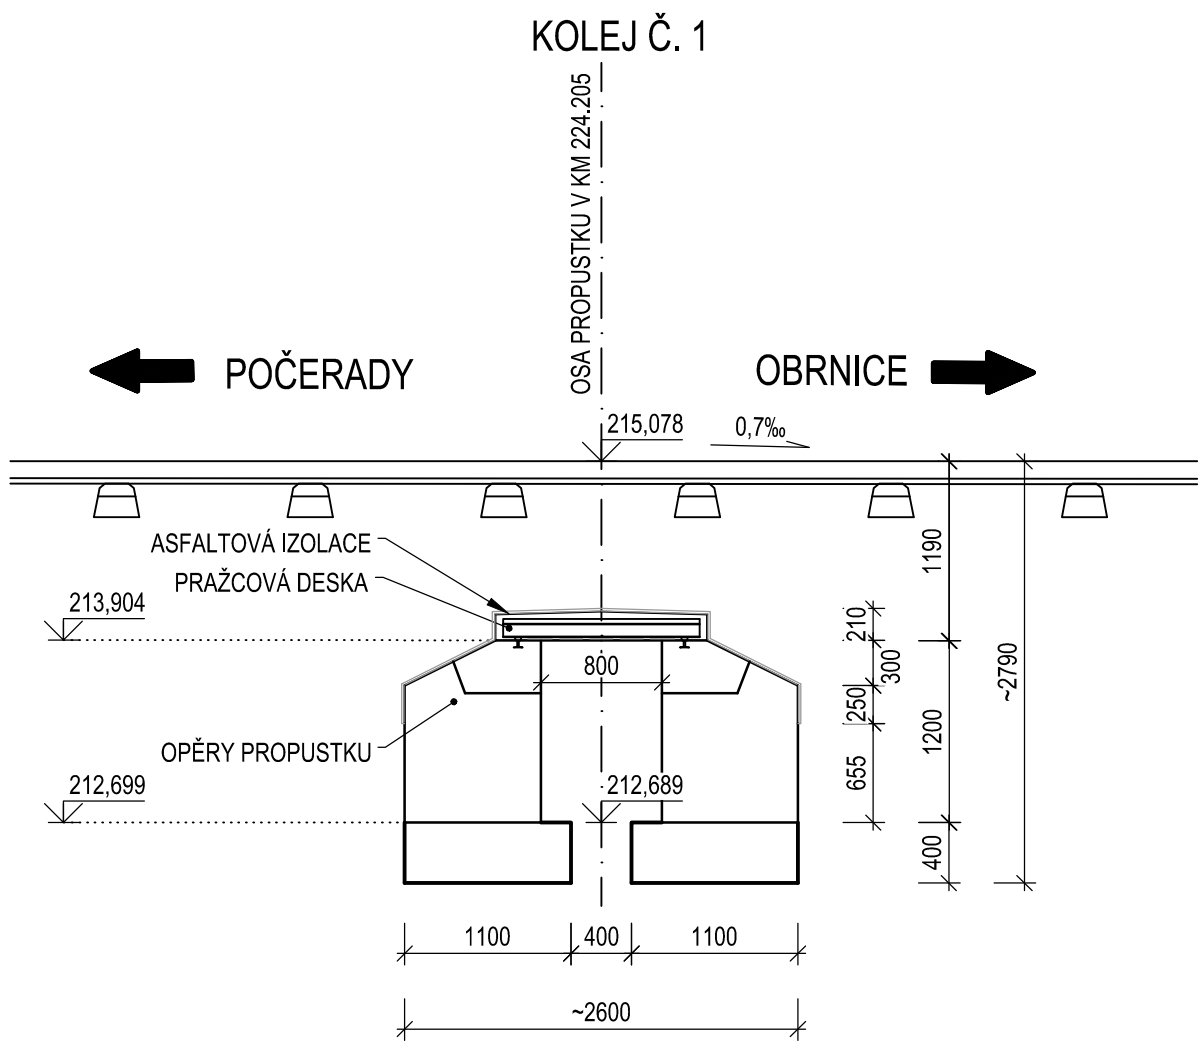 KOLEJ Č. 1
OSA PROPUSTKU V KM 224.205
POČERADY
OBRNICE
215,078
0,7‰
ASFALTOVÁ IZOLACE
PRAŽCOVÁ DESKA
213,904
1190
210
300
800
~2790
250
1200
OPĚRY PROPUSTKU
655
212,699
212,689
400
1100
400
1100
~2600